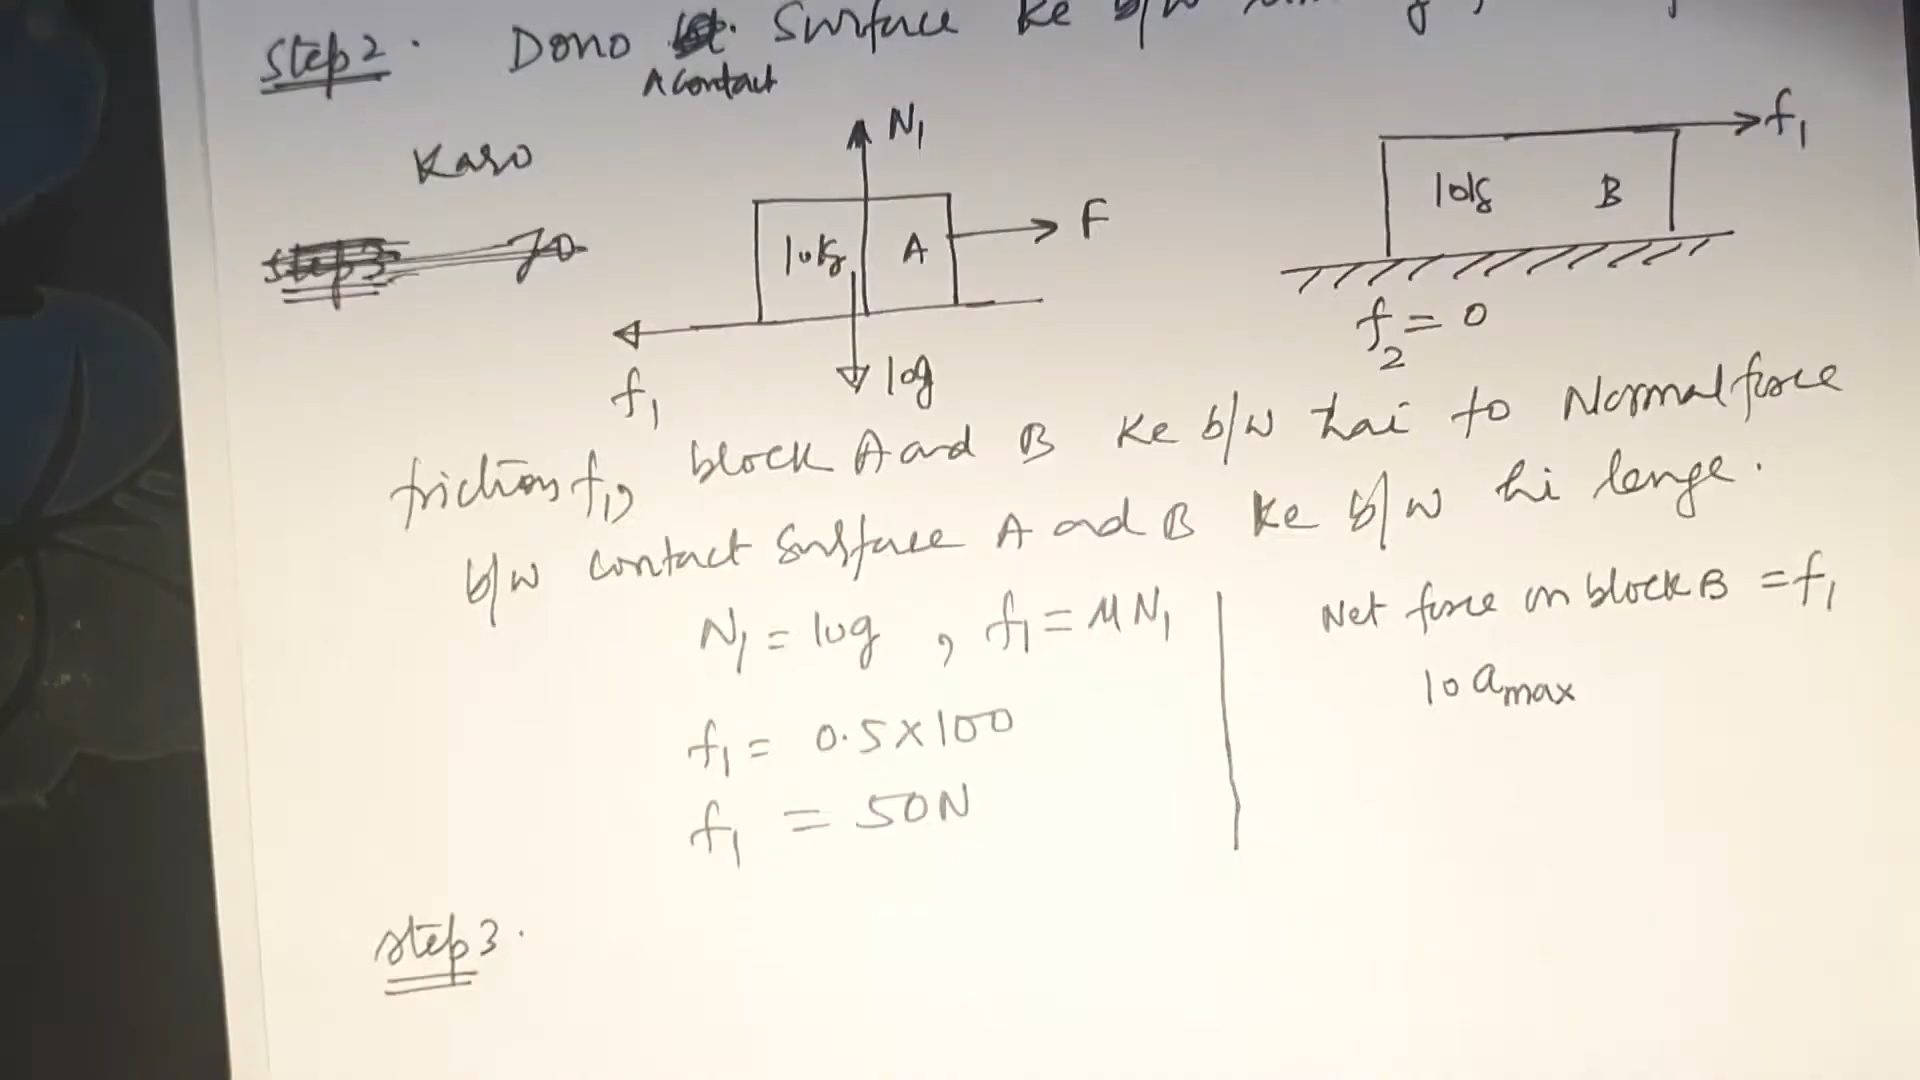 Step 2. Dono Surface ke b/w
contact
Karo
N₁
F
10kg A
f₁
10g
f₁
10kg B
f₂ = 0
friction f₁, block A and B ke b/w hai to Normal force
b/w contact Surface A and B ke b/w hi lenge.
N₁ = 10g , f₁ = μN₁
f₁ = 0.5×100
f₁ = 50N
Net force on block B = f₁
10 amax
Step 3.